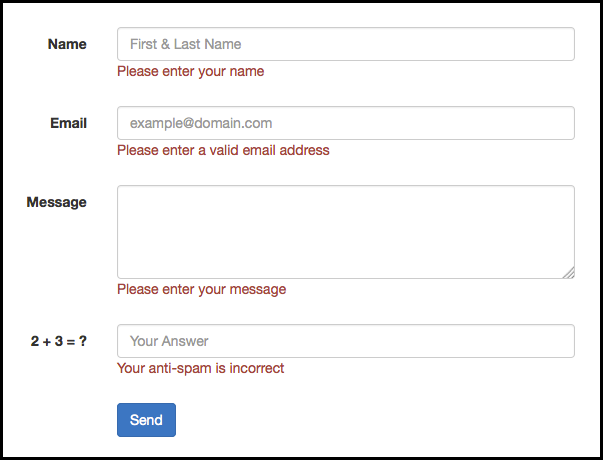 Name
First & Last Name
Please enter your name
Email
example@domain.com
Please enter a valid email address
Message
Please enter your message
2 + 3 = ?
Your Answer
Your anti-spam is incorrect
Send